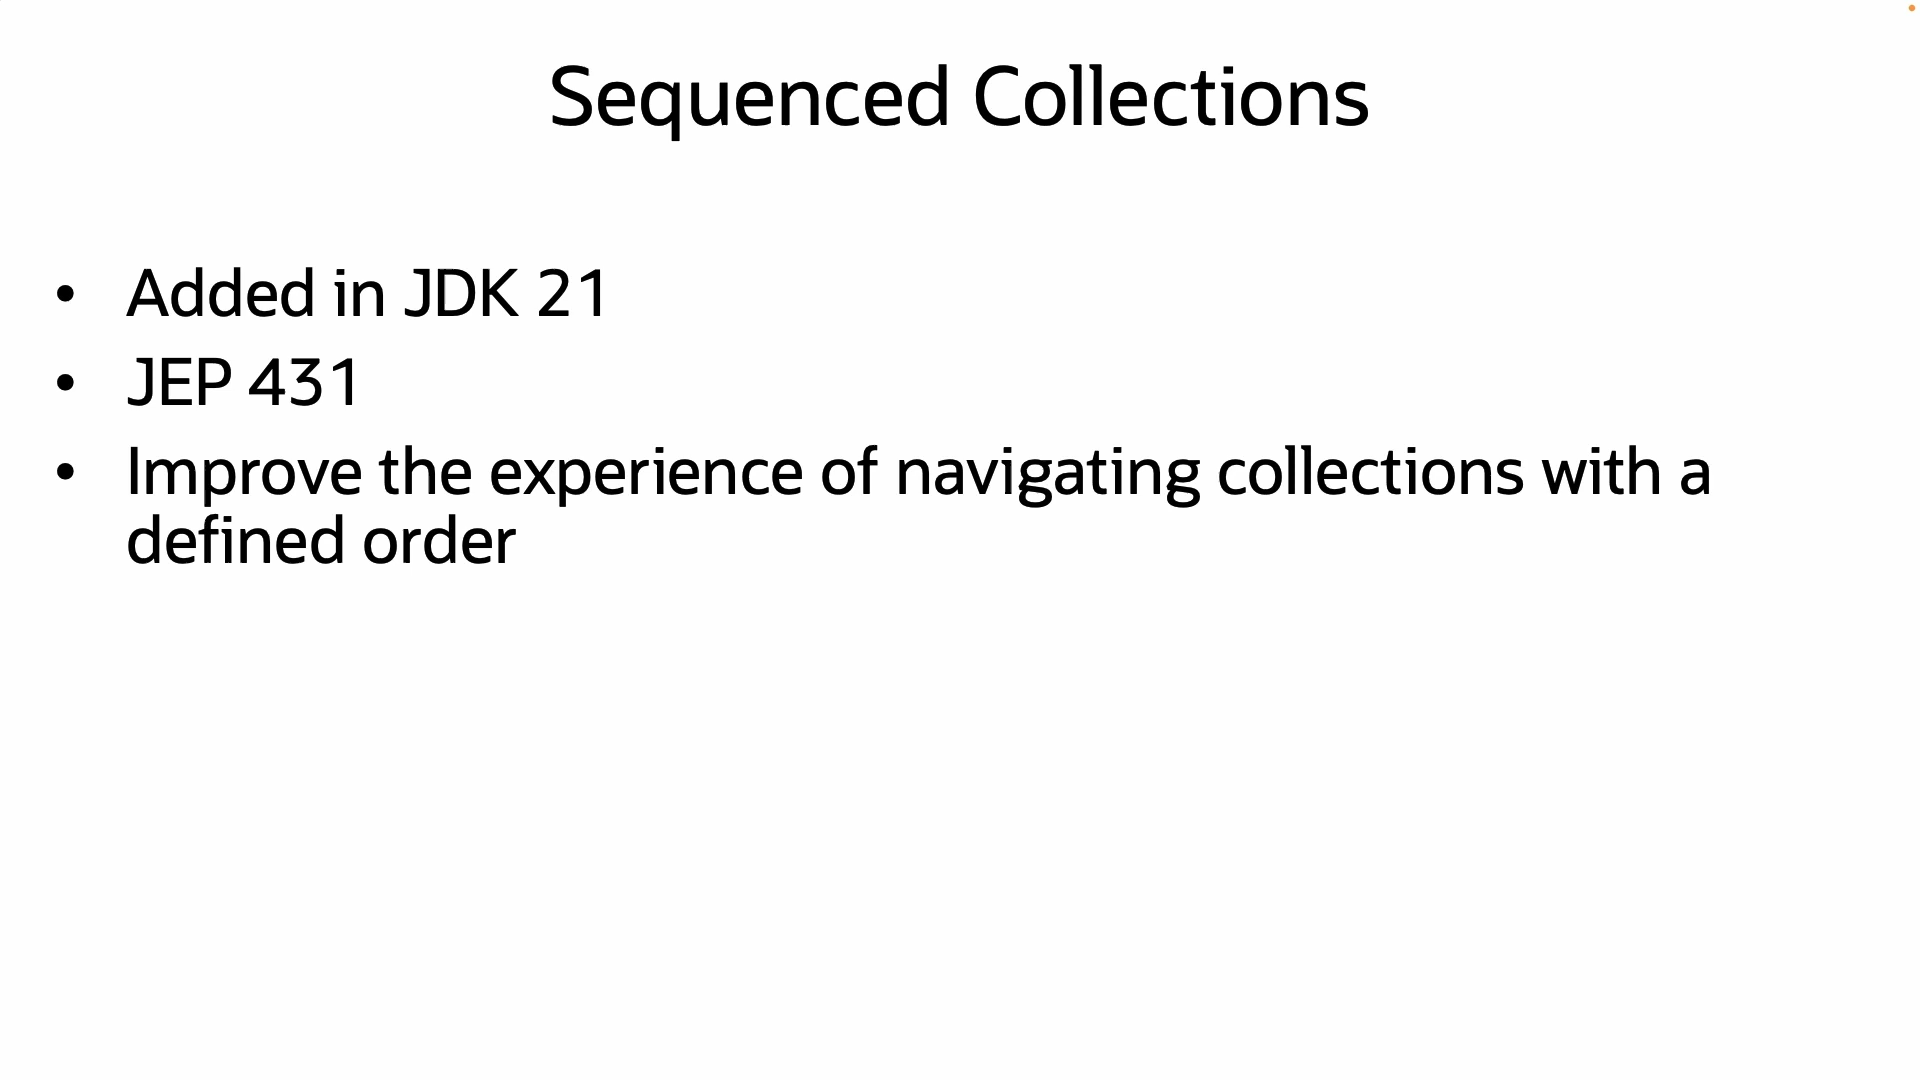 Sequenced Collections
• Added in JDK 21
• JEP 431
• Improve the experience of navigating collections with a
defined order